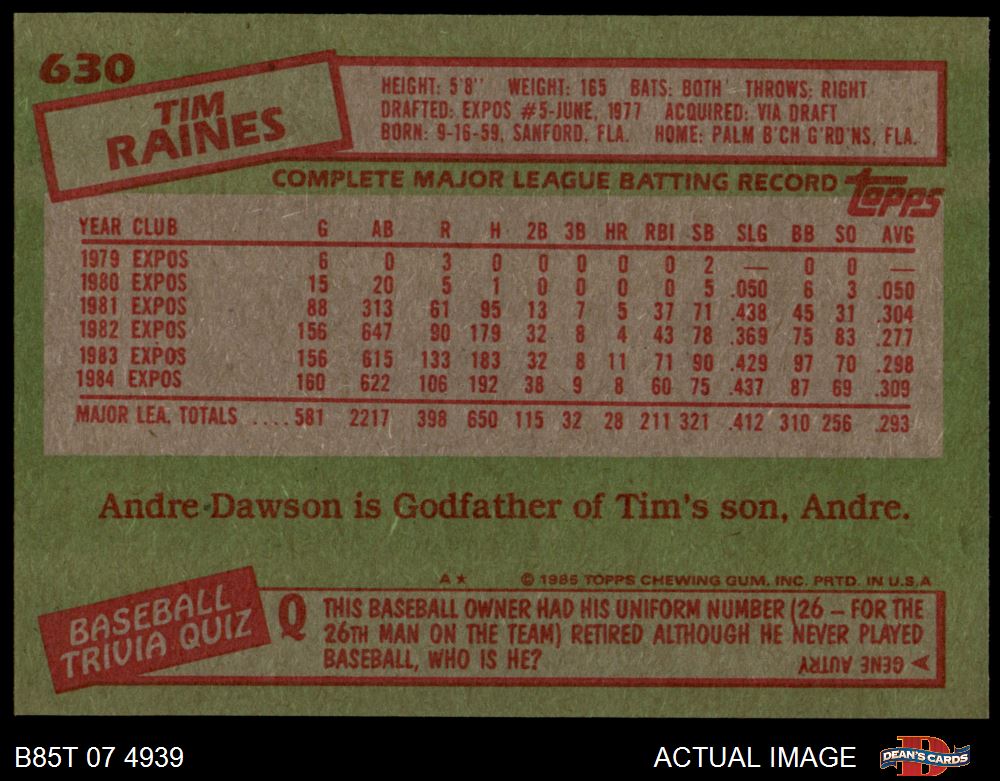 630
TIM
RAINES
HEIGHT: 5'8'' WEIGHT: 165 BATS: BOTH THROWS: RIGHT
DRAFTED: EXPOS #5-JUNE, 1977 ACQUIRED: VIA DRAFT
BORN: 9-16-59, SANFORD, FLA. HOME: PALM B'CH G'RD'NS, FLA.
COMPLETE MAJOR LEAGUE BATTING RECORD topps
YEAR CLUB G AB R H 2B 3B HR RBI SB SLG BB SO AVG
1979 EXPOS 6 0 3 0 0 0 0 0 2 — 0 0 —
1980 EXPOS 15 20 5 1 0 0 0 0 5 .050 6 3 .050
1981 EXPOS 88 313 61 95 13 7 5 37 71 .438 45 31 .304
1982 EXPOS 156 647 90 179 32 8 4 43 78 .369 75 83 .277
1983 EXPOS 156 615 133 183 32 8 11 71 90 .429 97 70 .298
1984 EXPOS 160 622 106 192 38 9 8 60 75 .437 87 69 .309
MAJOR LEA. TOTALS ....581 2217 398 650 115 32 28 211 321 .412 310 256 .293
Andre Dawson is Godfather of Tim's son, Andre.
A★ © 1985 TOPPS CHEWING GUM, INC. PRTD. IN U.S.A
BASEBALL
TRIVIA QUIZ
Q THIS BASEBALL OWNER HAD HIS UNIFORM NUMBER (26 – FOR THE
26TH MAN ON THE TEAM) RETIRED ALTHOUGH HE NEVER PLAYED
BASEBALL, WHO IS HE?
A GENE AUTRY
B85T 07 4939 ACTUAL IMAGE DEAN'S CARDS